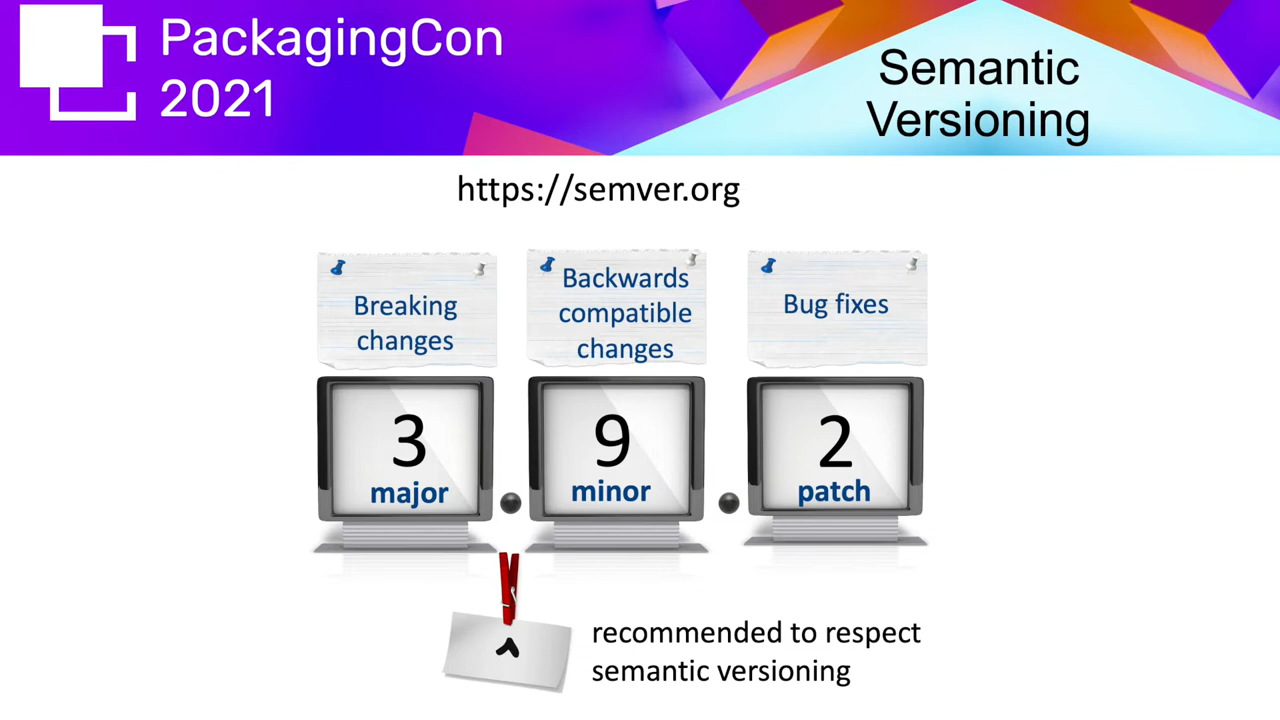 PackagingCon
2021
Semantic
Versioning
https://semver.org
Breaking
changes
Backwards
compatible
changes
Bug fixes
3
major
.
9
minor
.
2
patch
^
recommended to respect
semantic versioning